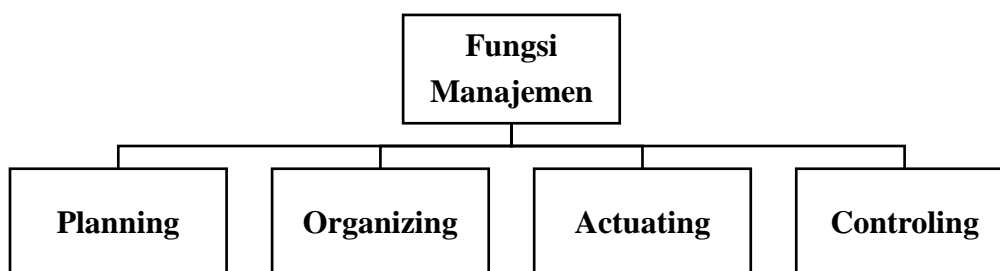 Fungsi
Manajemen
Planning
Organizing
Actuating
Controling